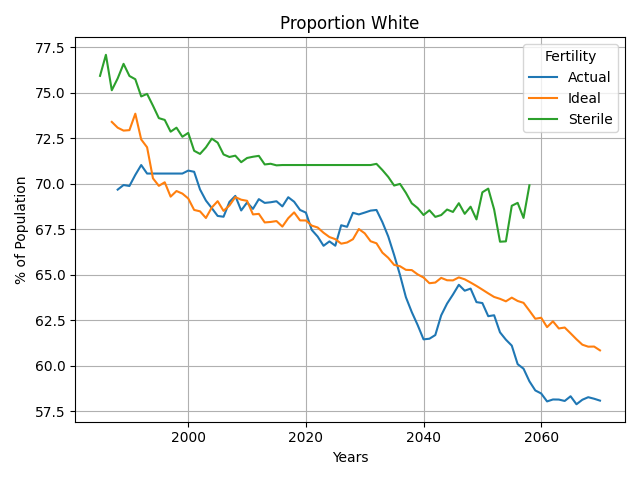 Proportion White
Fertility
Actual
Ideal
Sterile
77.5
75.0
72.5
70.0
67.5
65.0
62.5
60.0
57.5
% of Population
2000 2020 2040 2060
Years